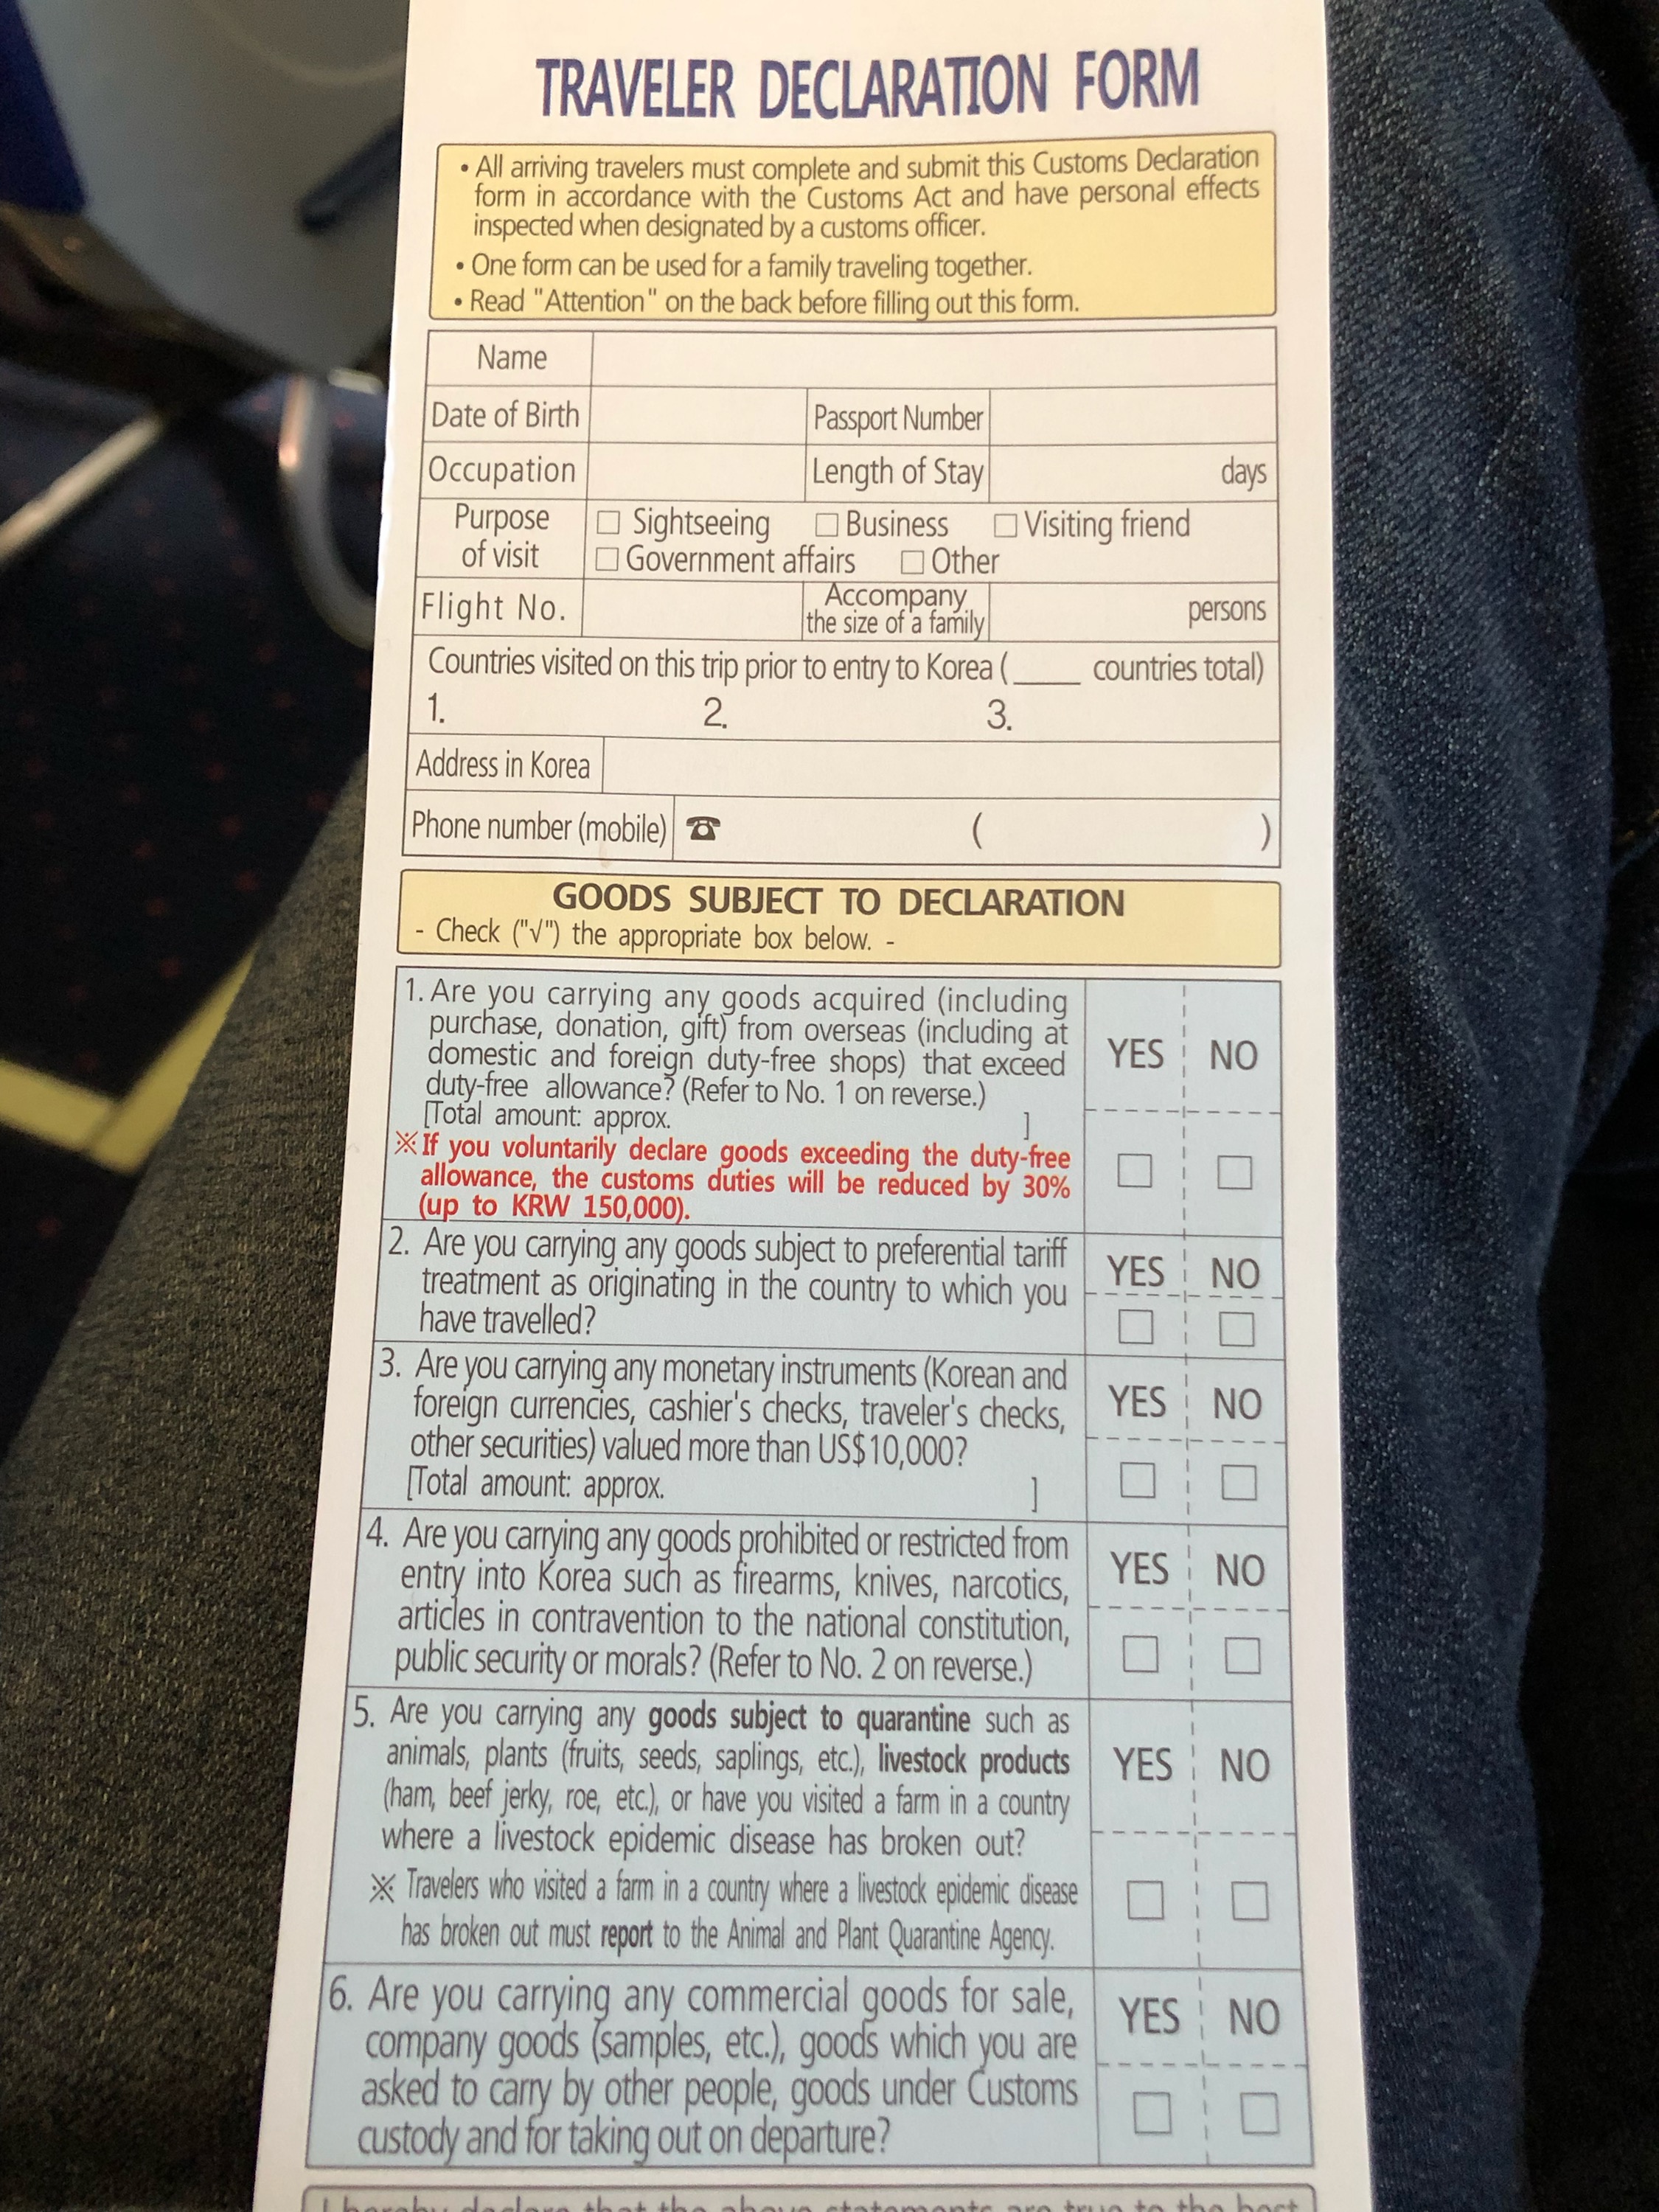 TRAVELER DECLARATION FORM
• All arriving travelers must complete and submit this Customs Declaration
form in accordance with the Customs Act and have personal effects
inspected when designated by a customs officer.
• One form can be used for a family traveling together.
• Read "Attention" on the back before filling out this form.
Name
Date of Birth Passport Number
Occupation Length of Stay days
Purpose of visit
□ Sightseeing □ Business □ Visiting friend
□ Government affairs □ Other
Flight No. Accompany the size of a family persons
Countries visited on this trip prior to entry to Korea (____ countries total)
1. 2. 3.
Address in Korea
Phone number (mobile) ☎ ( )
GOODS SUBJECT TO DECLARATION
- Check ("√") the appropriate box below. -
1. Are you carrying any goods acquired (including
purchase, donation, gift) from overseas (including at
domestic and foreign duty-free shops) that exceed
duty-free allowance? (Refer to No. 1 on reverse.)
[Total amount: approx. ]
※ If you voluntarily declare goods exceeding the duty-free
allowance, the customs duties will be reduced by 30%
(up to KRW 150,000).
YES NO
□ □
2. Are you carrying any goods subject to preferential tariff
treatment as originating in the country to which you
have travelled?
YES NO
□ □
3. Are you carrying any monetary instruments (Korean and
foreign currencies, cashier's checks, traveler's checks,
other securities) valued more than US$10,000?
[Total amount: approx. ]
YES NO
□ □
4. Are you carrying any goods prohibited or restricted from
entry into Korea such as firearms, knives, narcotics,
articles in contravention to the national constitution,
public security or morals? (Refer to No. 2 on reverse.)
YES NO
□ □
5. Are you carrying any goods subject to quarantine such as
animals, plants (fruits, seeds, saplings, etc.), livestock products
(ham, beef jerky, roe, etc.), or have you visited a farm in a country
where a livestock epidemic disease has broken out?
※ Travelers who visited a farm in a country where a livestock epidemic disease
has broken out must report to the Animal and Plant Quarantine Agency.
YES NO
□ □
6. Are you carrying any commercial goods for sale,
company goods (samples, etc.), goods which you are
asked to carry by other people, goods under Customs
custody and for taking out on departure?
YES NO
□ □
I hereby declare that the above statements are true to the best